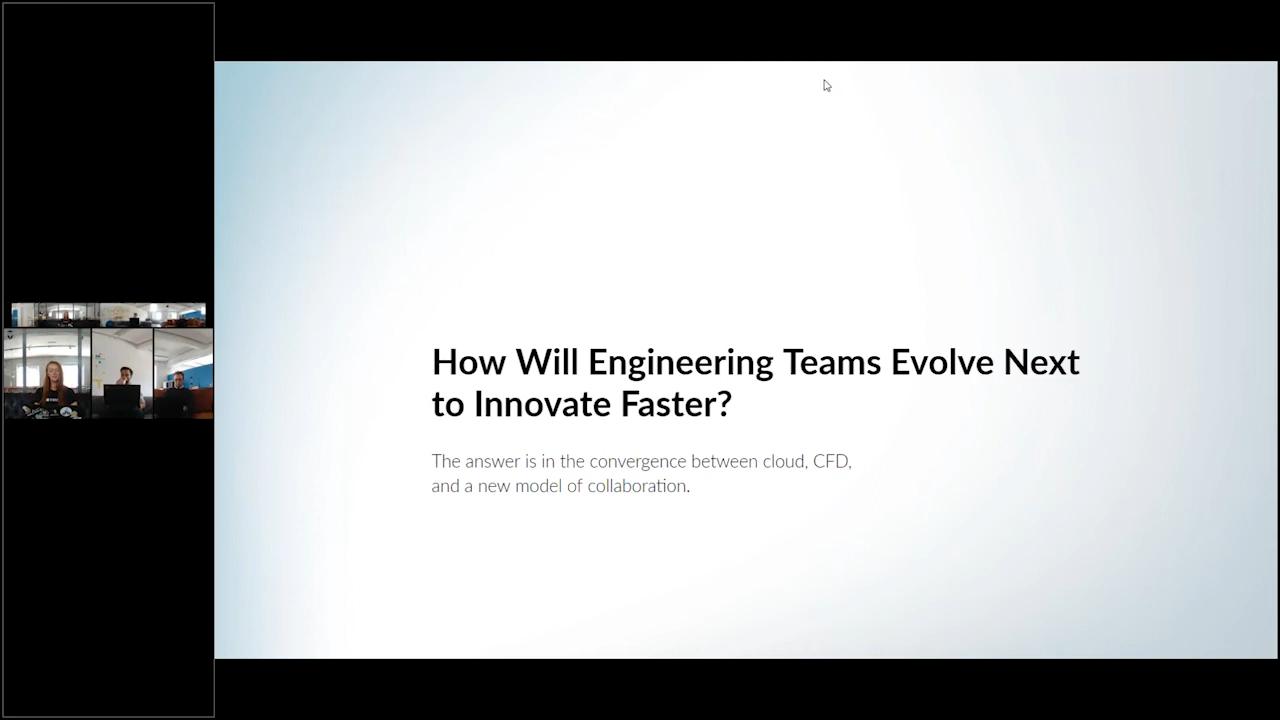 How Will Engineering Teams Evolve Next
to Innovate Faster?
The answer is in the convergence between cloud, CFD,
and a new model of collaboration.